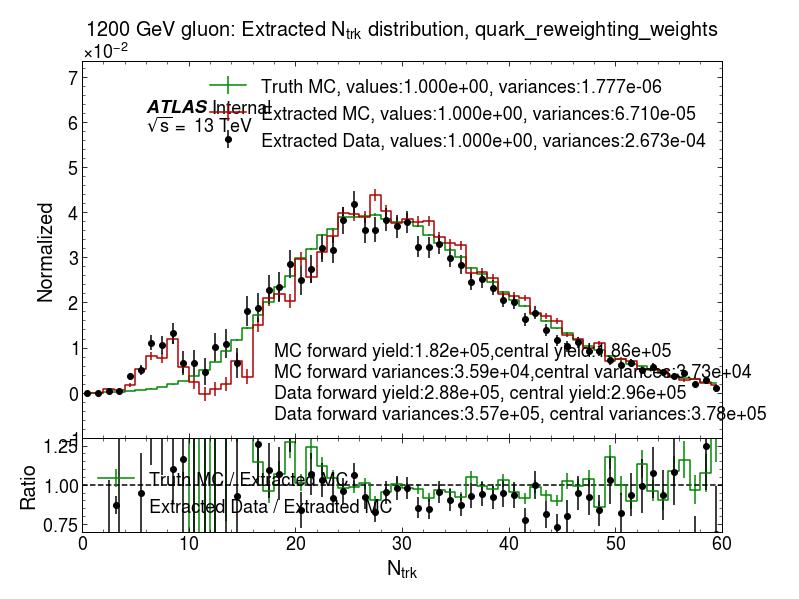 1200 GeV gluon: Extracted Ntrk distribution, quark_reweighting_weights
×10−2
Truth MC, values:1.000e+00, variances:1.777e-06
ATLAS Internal
Extracted MC, values:1.000e+00, variances:6.710e-05
√s = 13 TeV
Extracted Data, values:1.000e+00, variances:2.673e-04
7
6
5
4
3
2
1
0
Normalized
MC forward yield:1.82e+05,central yield:1.86e+05
MC forward variances:3.59e+04,central variances:3.73e+04
Data forward yield:2.88e+05, central yield:2.96e+05
Data forward variances:3.57e+05, central variances:3.78e+05
1.25
1.00
0.75
Ratio
Truth MC / Extracted MC
Extracted Data / Extracted MC
0 10 20 30 40 50 60
Ntrk